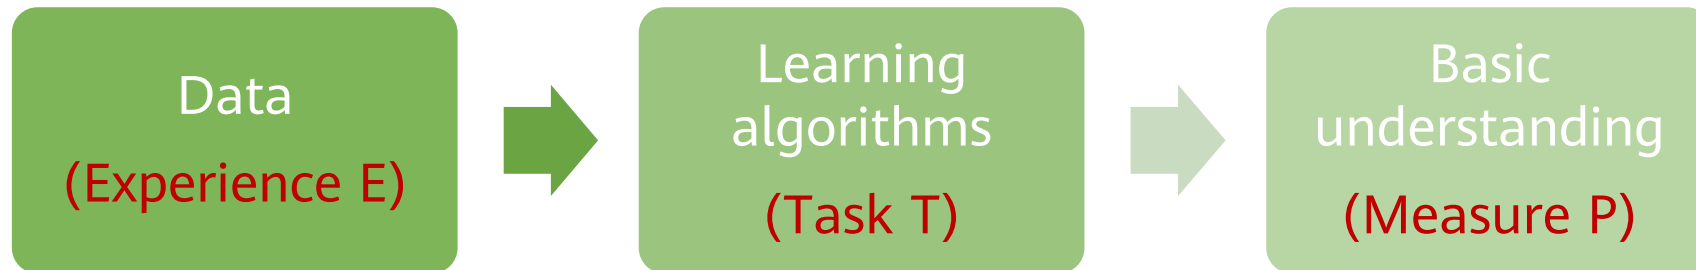 Data
(Experience E)
Learning
algorithms
(Task T)
Basic
understanding
(Measure P)